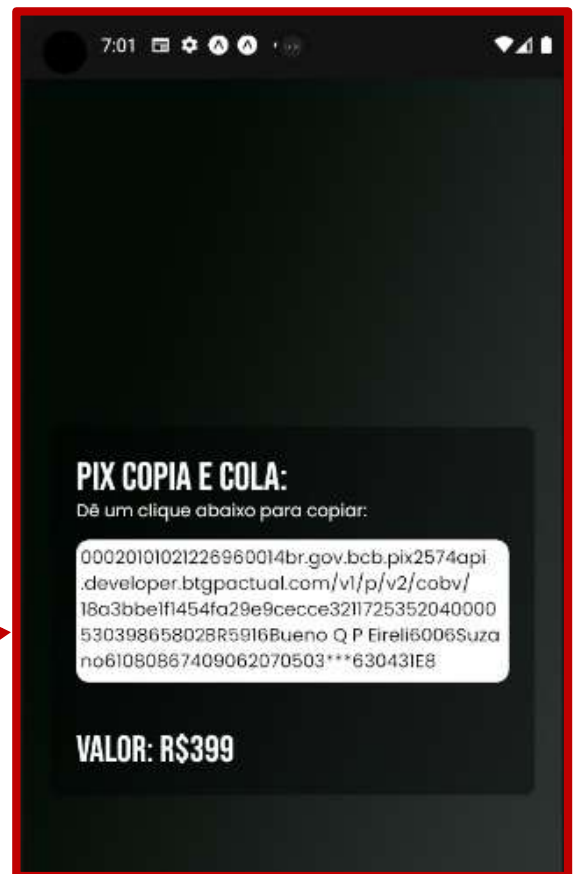 7:01
PIX COPIA E COLA:
Dê um clique abaixo para copiar:
00020101021226960014br.gov.bcb.pix2574api
.developer.btgpactual.com/v1/p/v2/cobv/
18a3bbe1f1454fa29e9cecce3211725352040000
53039865802BR5916Bueno Q P Eireli6006Suza
no61080867409062070503***630431E8
VALOR: R$399